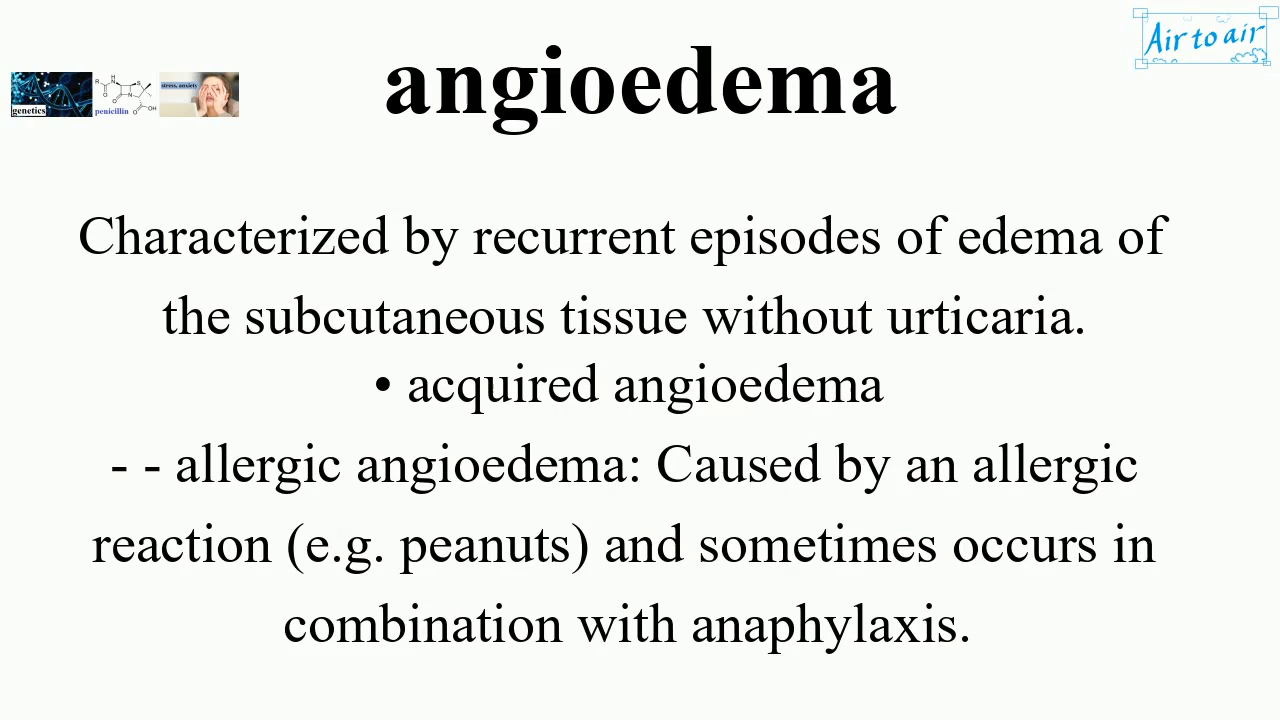 Air to air
angioedema
genetics
penicillin
stress, anxiety
Characterized by recurrent episodes of edema of
the subcutaneous tissue without urticaria.
• acquired angioedema
- - allergic angioedema: Caused by an allergic
reaction (e.g. peanuts) and sometimes occurs in
combination with anaphylaxis.